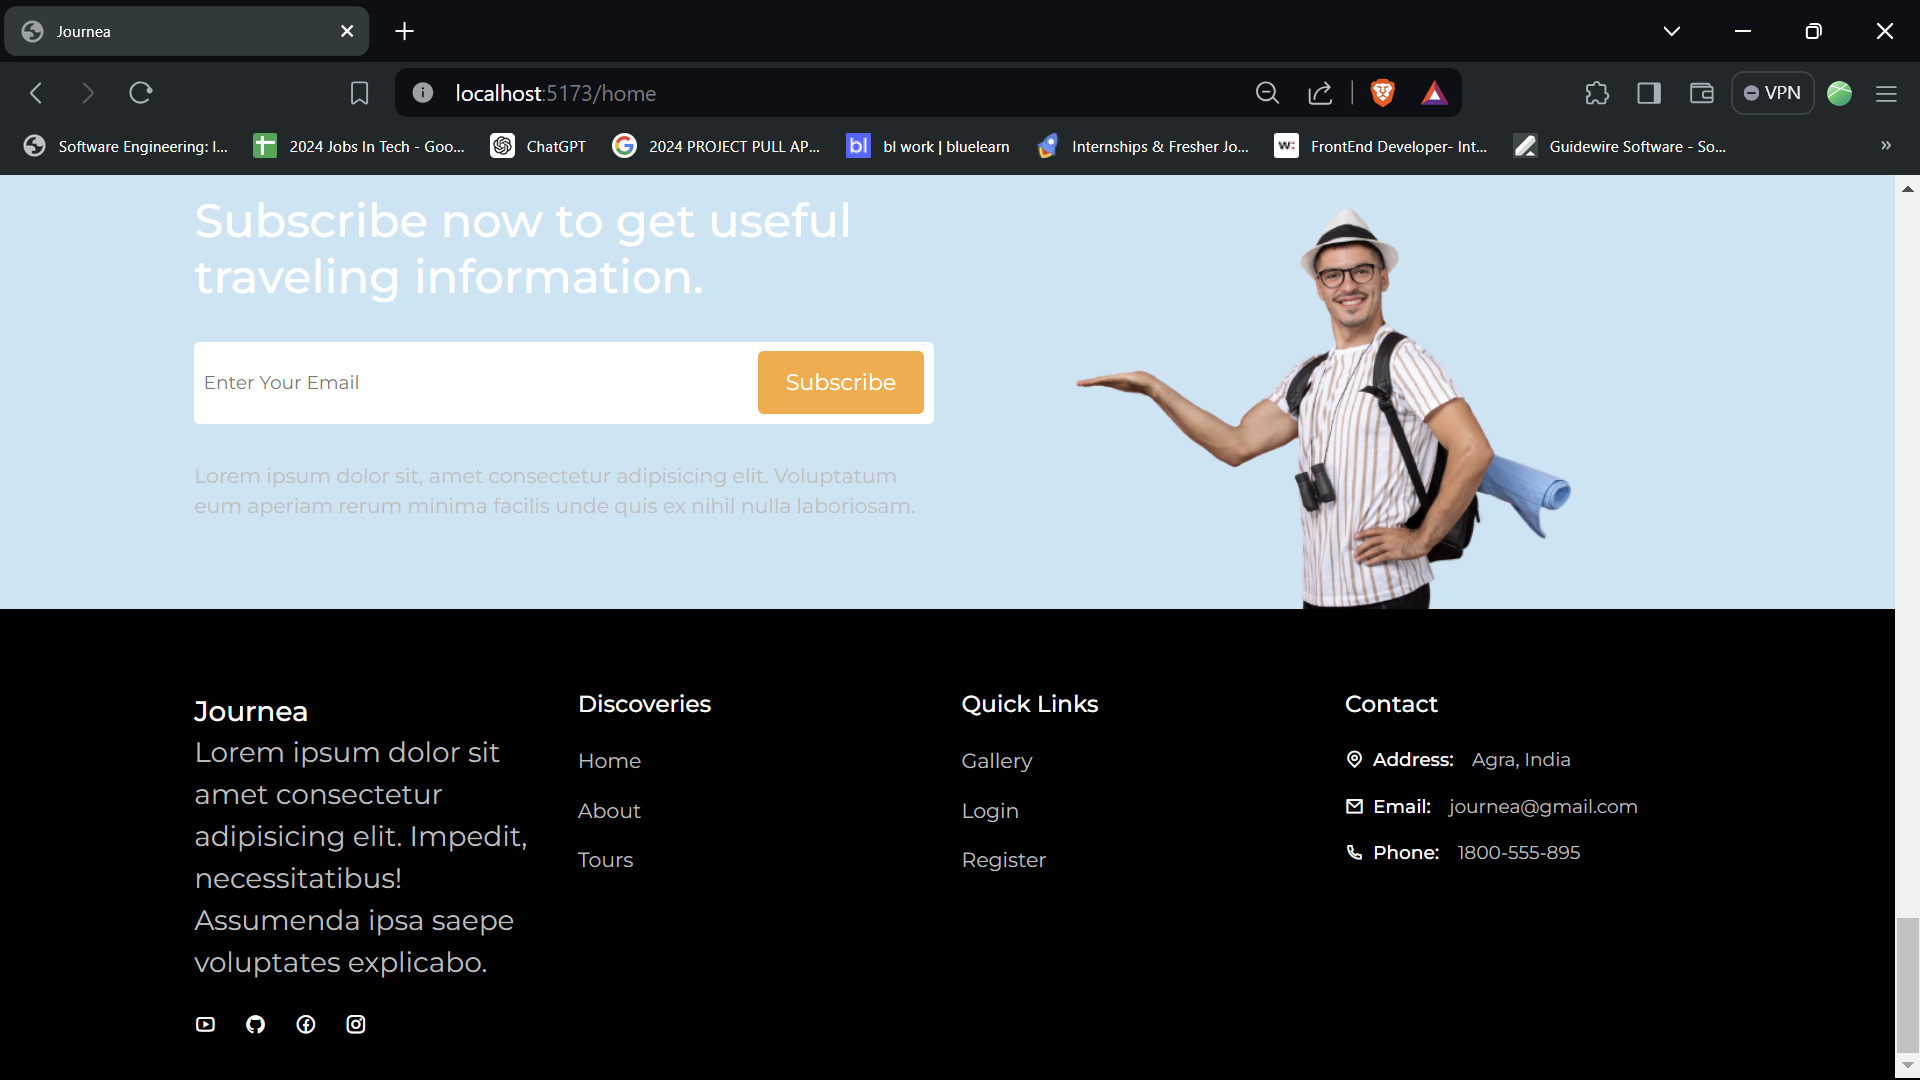 Journea
localhost:5173/home
VPN
Software Engineering: I...
2024 Jobs In Tech - Goo...
ChatGPT
2024 PROJECT PULL AP...
bl
bl work | bluelearn
Internships & Fresher Jo...
w:
FrontEnd Developer- Int...
Guidewire Software - So...
»
Subscribe now to get useful
traveling information.
Enter Your Email
Subscribe
Lorem ipsum dolor sit, amet consectetur adipisicing elit. Voluptatum
eum aperiam rerum minima facilis unde quis ex nihil nulla laboriosam.
Journea
Lorem ipsum dolor sit
amet consectetur
adipisicing elit. Impedit,
necessitatibus!
Assumenda ipsa saepe
voluptates explicabo.
Discoveries
Home
About
Tours
Quick Links
Gallery
Login
Register
Contact
Address: Agra, India
Email: journea@gmail.com
Phone: 1800-555-895